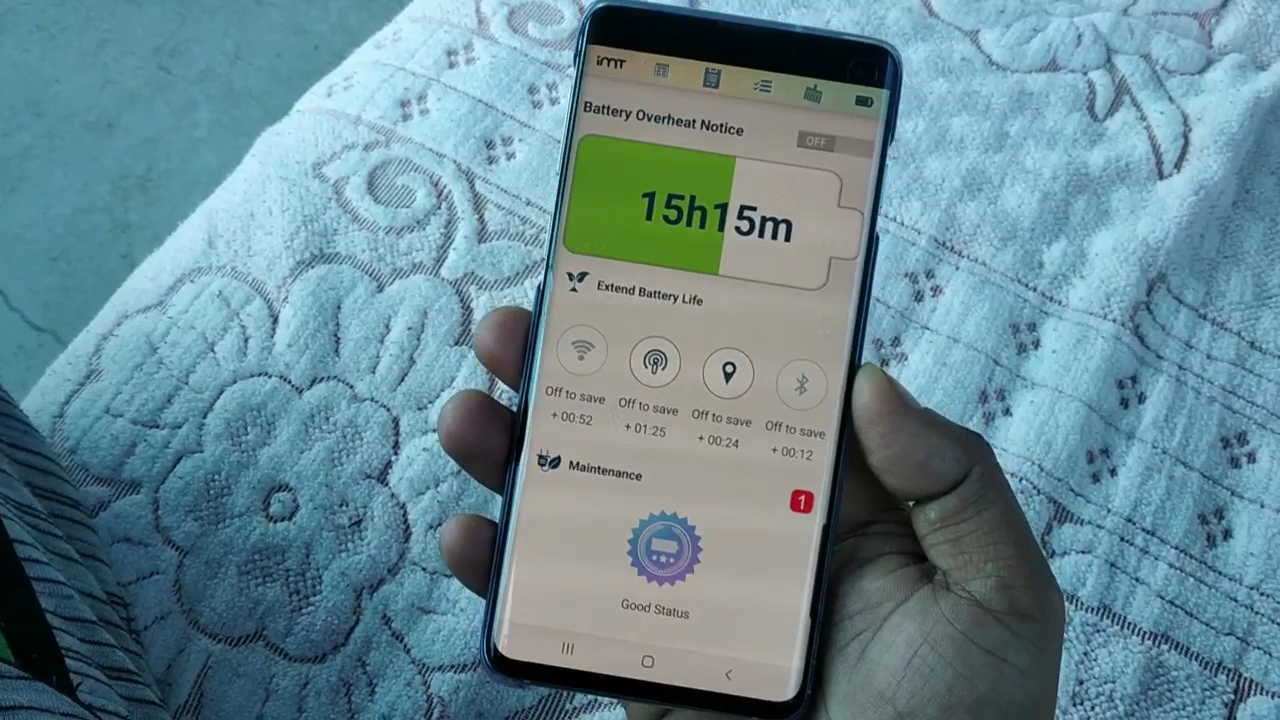 iMT
Battery Overheat Notice
OFF
15h15m
Extend Battery Life
Off to save Off to save Off to save Off to save
+ 00:52 + 01:25 + 00:24 + 00:12
Maintenance
1
Good Status